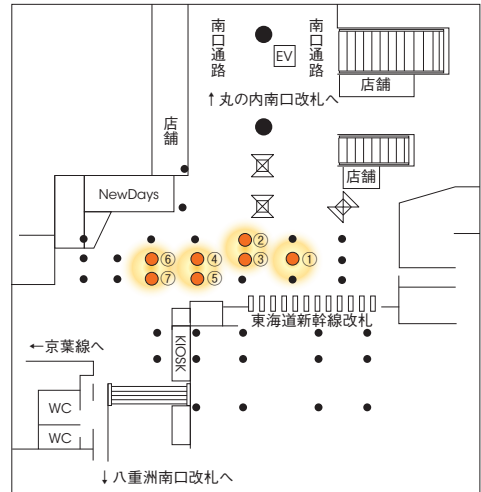 南口通路
南口通路
EV
店舗
↑丸の内南口改札へ
店舗
店舗
NewDays
②
⑥
④
③
①
⑦
⑤
東海道新幹線改札
KIOSK
←京葉線へ
WC
WC
↓八重洲南口改札へ